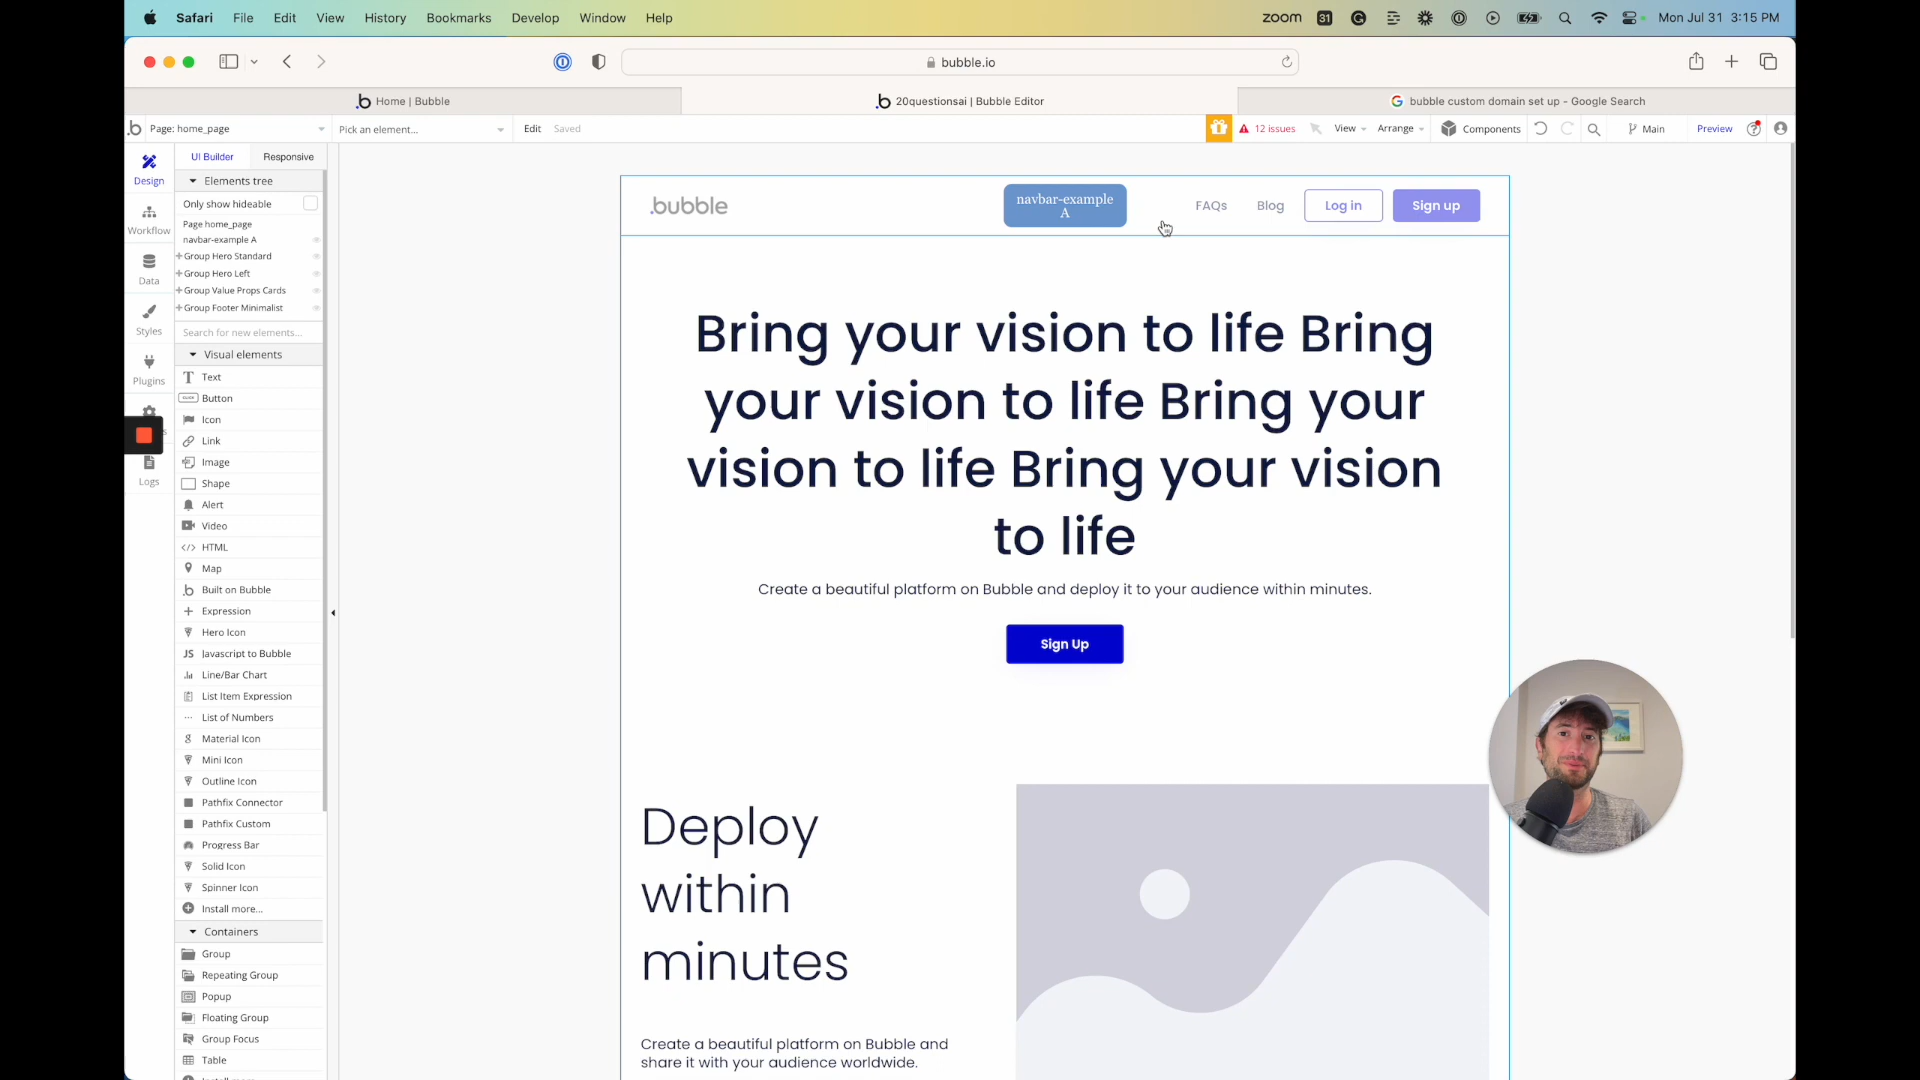 Safari File Edit View History Bookmarks Develop Window Help
zoom 31 Mon Jul 31 3:15 PM
bubble.io
Home | Bubble
20questionsai | Bubble Editor
bubble custom domain set up - Google Search
Page: home_page
Pick an element...
Edit Saved
12 issues View Arrange Components Main Preview
Design
Workflow
Data
Styles
Plugins
Logs
UI Builder Responsive
Elements tree
Only show hideable
Page home_page
navbar-example A
Group Hero Standard
Group Hero Left
Group Value Props Cards
Group Footer Minimalist
Search for new elements...
Visual elements
Text
Button
Icon
Link
Image
Shape
Alert
Video
HTML
Map
Built on Bubble
Expression
Hero Icon
JS Javascript to Bubble
Line/Bar Chart
List Item Expression
List of Numbers
Material Icon
Mini Icon
Outline Icon
Pathfix Connector
Pathfix Custom
Progress Bar
Solid Icon
Spinner Icon
Install more...
Containers
Group
Repeating Group
Popup
Floating Group
Group Focus
Table
.bubble
navbar-example
A
FAQs Blog Log in Sign up
Bring your vision to life Bring
your vision to life Bring your
vision to life Bring your vision
to life
Create a beautiful platform on Bubble and deploy it to your audience within minutes.
Sign Up
Deploy
within
minutes
Create a beautiful platform on Bubble and
share it with your audience worldwide.